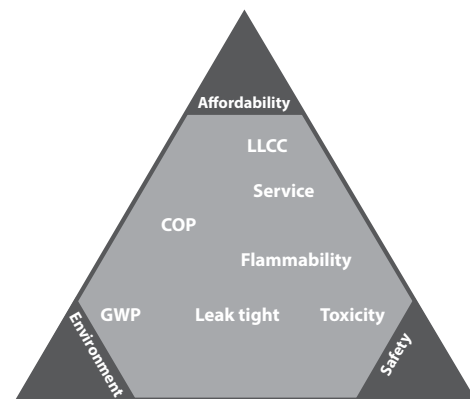 Affordability
LLCC
Service
COP
Flammability
GWP
Leak tight
Toxicity
Environment
Safety